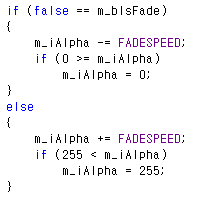 if (false == m_bIsFade)
{
    m_iAlpha -= FADESPEED;
    if (0 >= m_iAlpha)
        m_iAlpha = 0;
}
else
{
    m_iAlpha += FADESPEED;
    if (255 < m_iAlpha)
        m_iAlpha = 255;
}